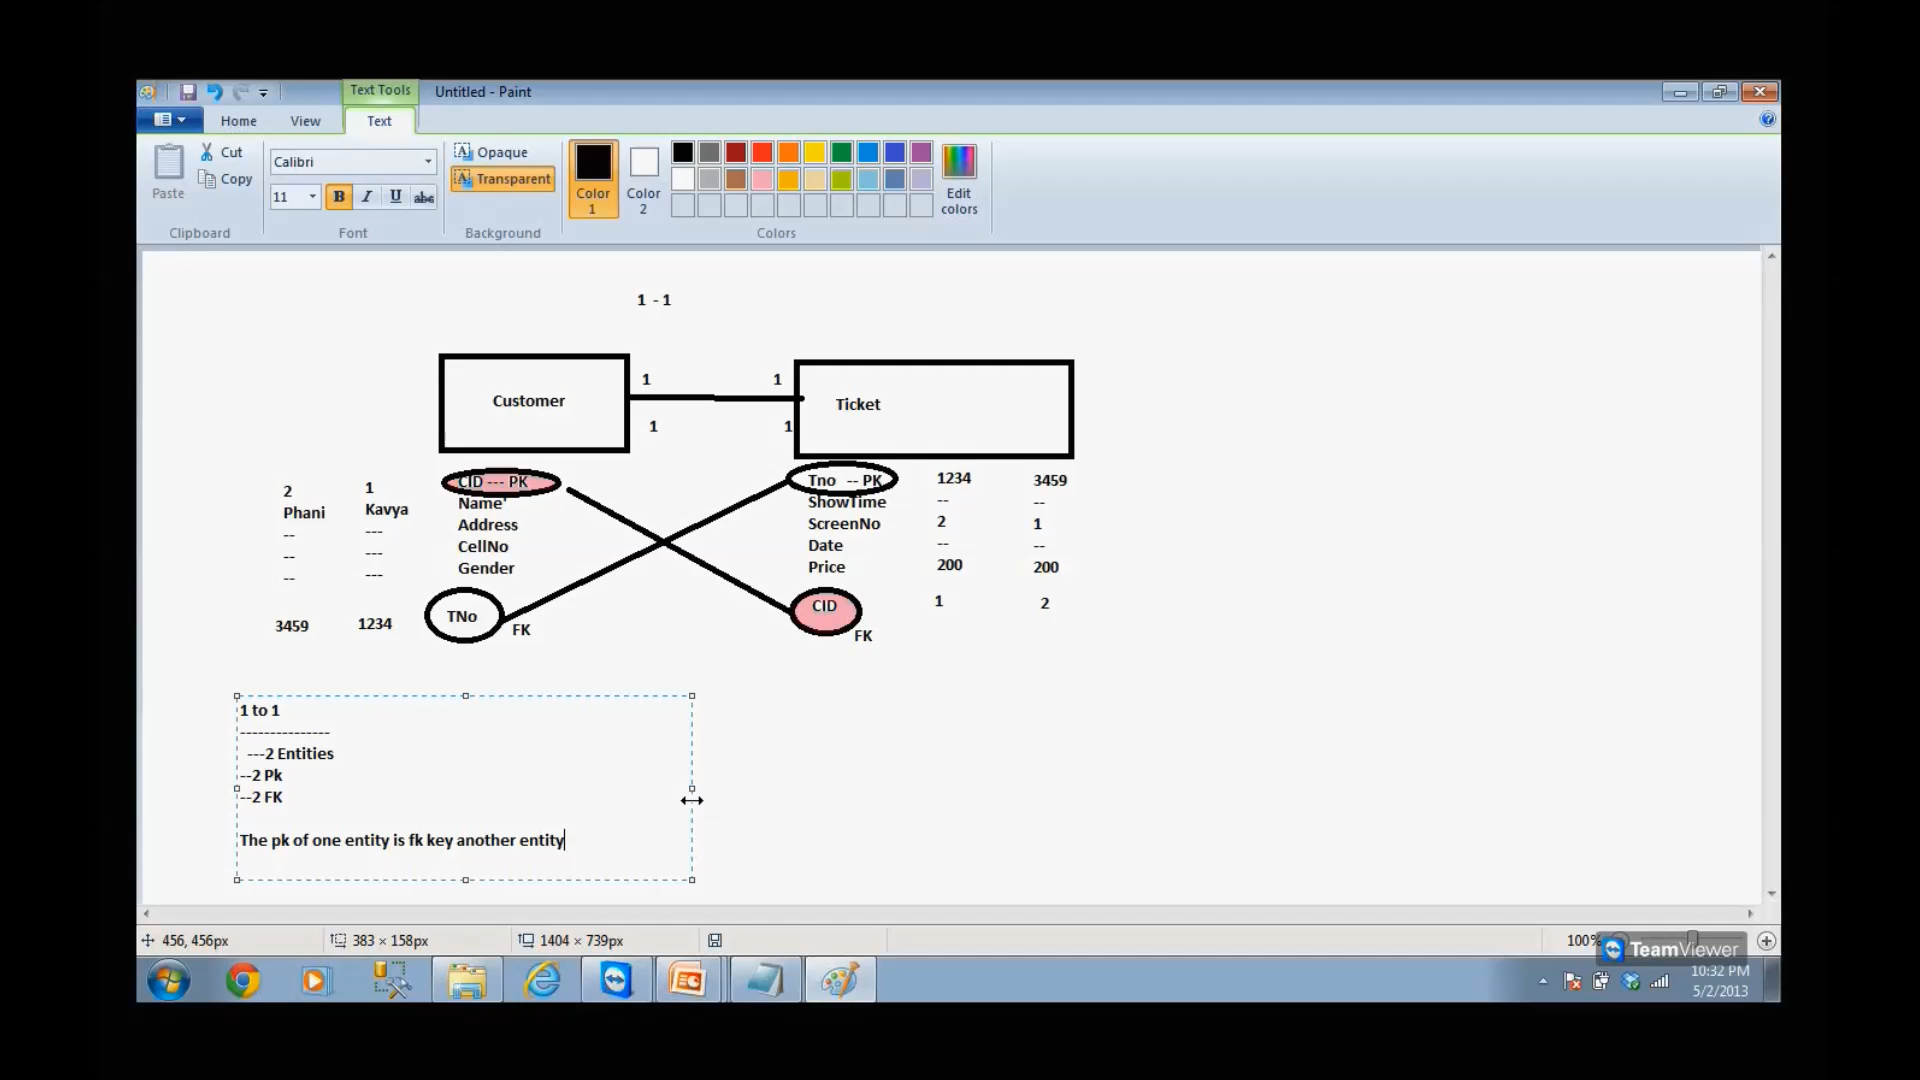 Text Tools
Untitled - Paint
Home
View
Text
Paste
Cut
Copy
Clipboard
Calibri
11
B I U abc
Font
Opaque
Transparent
Background
Color 1
Color 2
Edit colors
Colors
1 - 1
Customer
1
1
1
1
Ticket
2
Phani
--
--
--
3459
1
Kavya
---
---
---
1234
CID --- PK
Name'
Address
CellNo
Gender
TNo
FK
Tno -- PK
ShowTime
ScreenNo
Date
Price
CID
FK
1234
--
2
--
200
1
3459
--
1
--
200
2
1 to 1
---------------
---2 Entities
--2 Pk
--2 FK
The pk of one entity is fk key another entity
456, 456px
383 × 158px
1404 × 739px
100%
TeamViewer
10:32 PM
5/2/2013